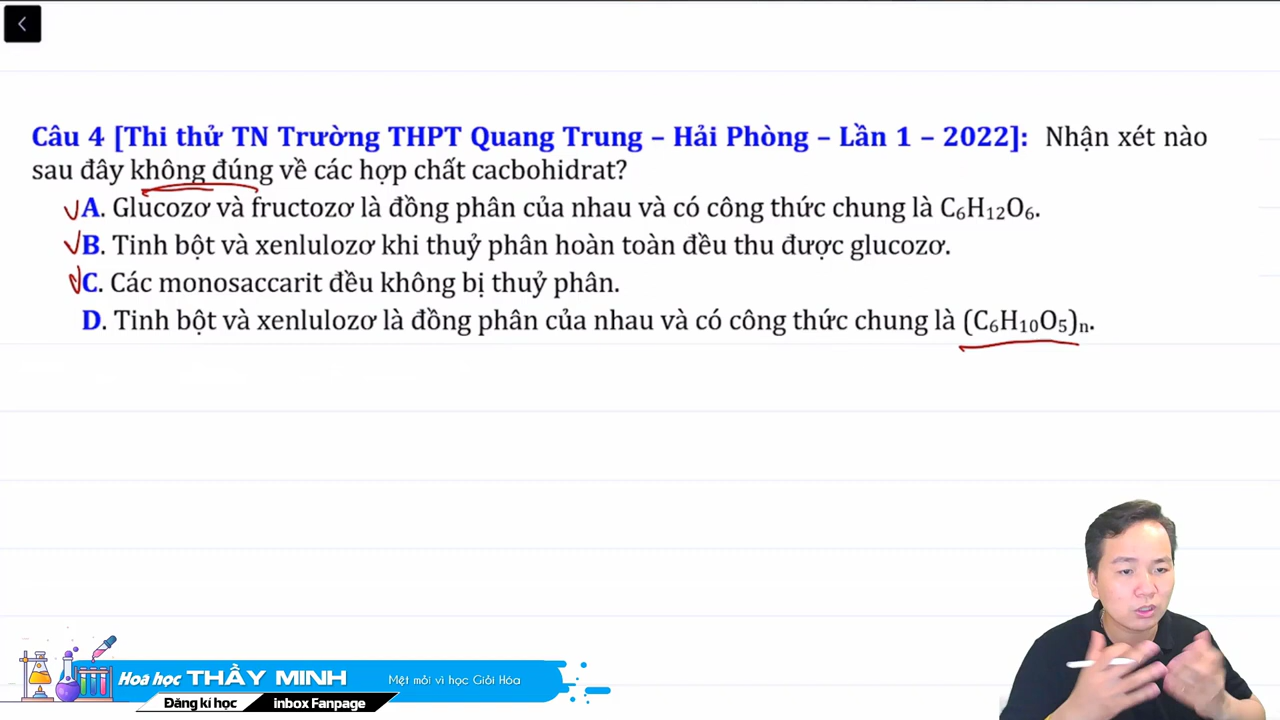 Câu 4 [Thi thử TN Trường THPT Quang Trung – Hải Phòng – Lần 1 – 2022]: Nhận xét nào
sau đây không đúng về các hợp chất cacbohidrat?
A. Glucozơ và fructozơ là đồng phân của nhau và có công thức chung là C₆H₁₂O₆.
B. Tinh bột và xenlulozơ khi thuỷ phân hoàn toàn đều thu được glucozơ.
C. Các monosaccarit đều không bị thuỷ phân.
D. Tinh bột và xenlulozơ là đồng phân của nhau và có công thức chung là (C₆H₁₀O₅)ₙ.
Hoá học THẦY MINH
Mệt mỏi vì học Giỏi Hóa
Đăng kí học
inbox Fanpage